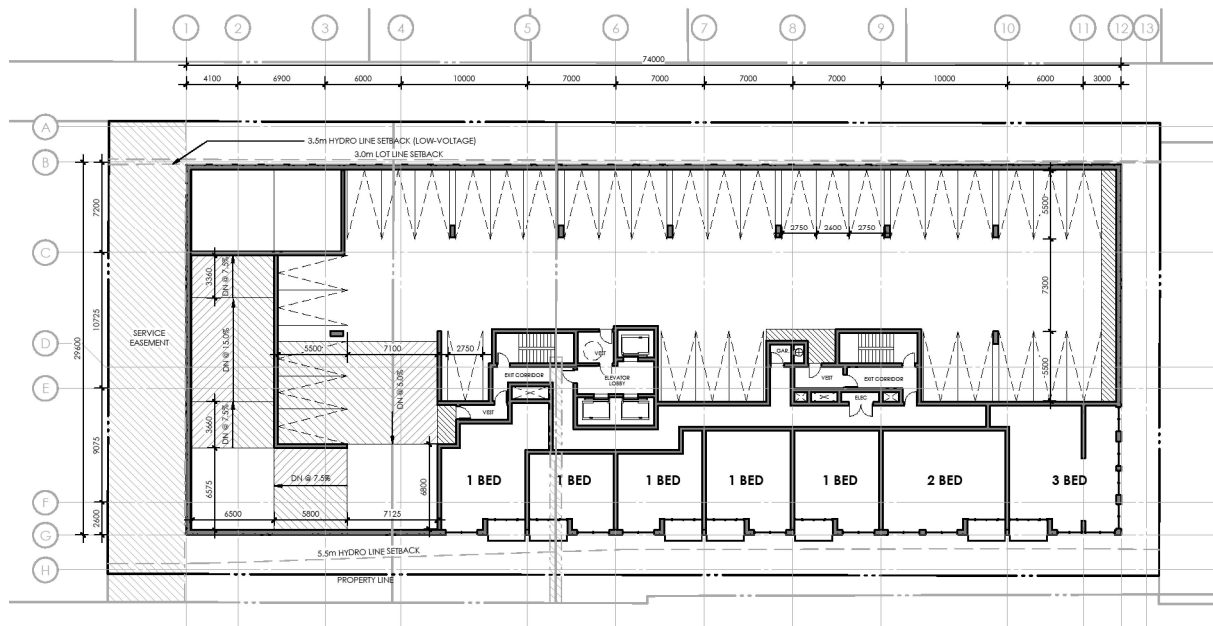 1 2 3 4 5 6 7 8 9 10 11 12 13
74000
4100 6900 6000 10000 7000 7000 7000 7000 10000 6000 3000
A
3.5m HYDRO LINE SETBACK (LOW-VOLTAGE)
3.0m LOT LINE SETBACK
B
7200
5500
2750 2600 2750
C
3360
DN @ 7.5%
10725
7300
SERVICE
EASEMENT
29600
DN @ 15.0%
D
5500 7100 2750
VEST
GAR.
5500
EXIT CORRIDOR
ELEVATOR
LOBBY
VEST
EXIT CORRIDOR
E
DN @ 5.0%
ELEC
3660
DN @ 7.5%
VEST
9075
6575
DN @ 7.5%
6800
1 BED 1 BED 1 BED 1 BED 1 BED 2 BED 3 BED
F
6500 5800 7125
2600
G
5.5m HYDRO LINE SETBACK
H
PROPERTY LINE